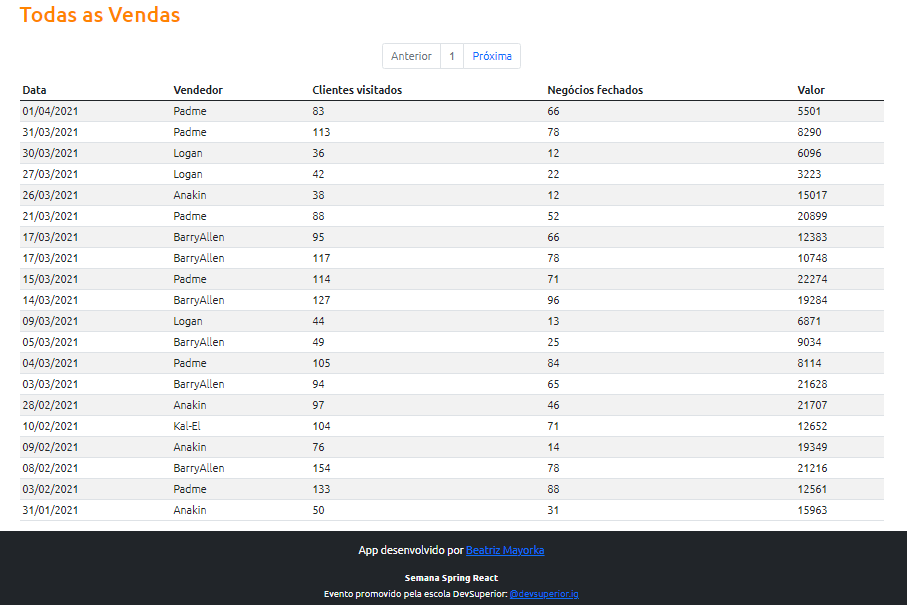 Todas as Vendas
Anterior 1 Próxima
Data Vendedor Clientes visitados Negócios fechados Valor
01/04/2021 Padme 83 66 5501
31/03/2021 Padme 113 78 8290
30/03/2021 Logan 36 12 6096
27/03/2021 Logan 42 22 3223
26/03/2021 Anakin 38 12 15017
21/03/2021 Padme 88 52 20899
17/03/2021 BarryAllen 95 66 12383
17/03/2021 BarryAllen 117 78 10748
15/03/2021 Padme 114 71 22274
14/03/2021 BarryAllen 127 96 19284
09/03/2021 Logan 44 13 6871
05/03/2021 BarryAllen 49 25 9034
04/03/2021 Padme 105 84 8114
03/03/2021 BarryAllen 94 65 21628
28/02/2021 Anakin 97 46 21707
10/02/2021 Kal-El 104 71 12652
09/02/2021 Anakin 76 14 19349
08/02/2021 BarryAllen 154 78 21216
03/02/2021 Padme 133 88 12561
31/01/2021 Anakin 50 31 15963
App desenvolvido por Beatriz Mayorka
Semana Spring React
Evento promovido pela escola DevSuperior: @devsuperior.ig